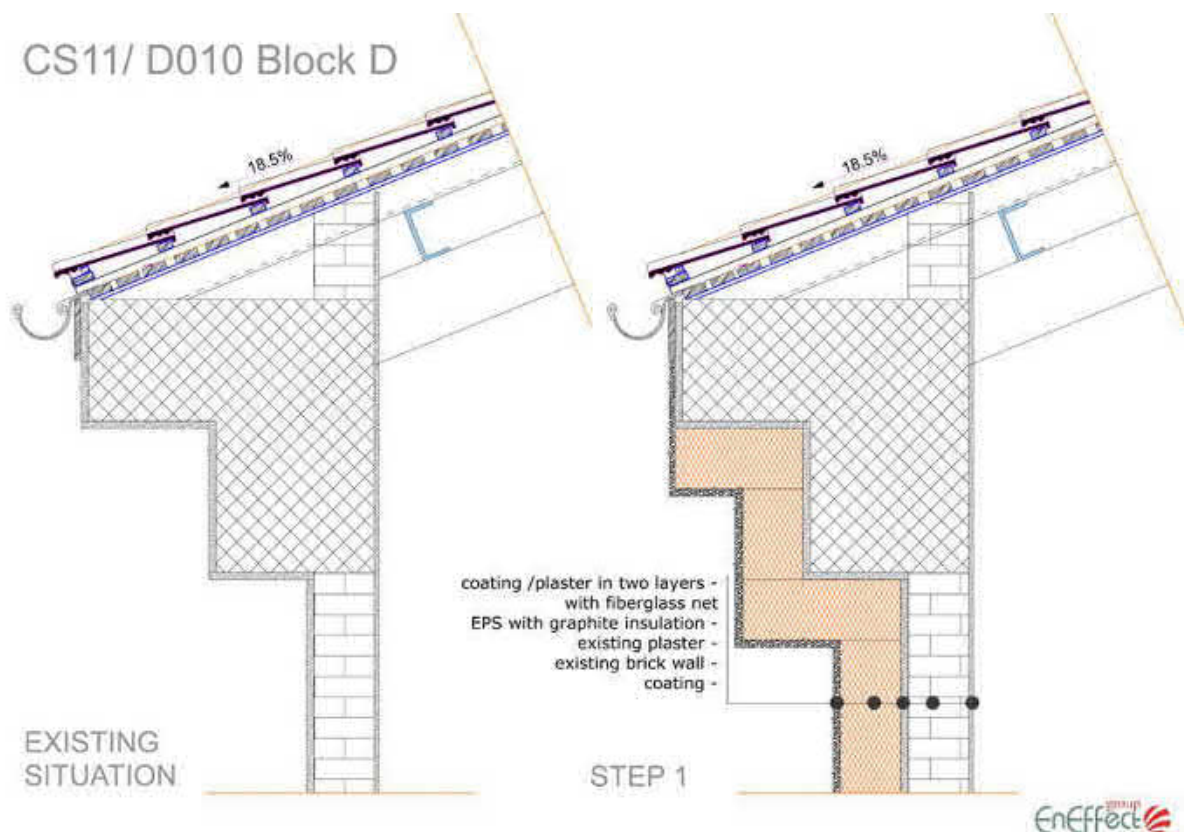 CS11/ D010 Block D
18.5%
18.5%
coating /plaster in two layers -
with fiberglass net
EPS with graphite insulation -
existing plaster -
existing brick wall -
coating -
EXISTING
SITUATION
STEP 1
group
EnEffect